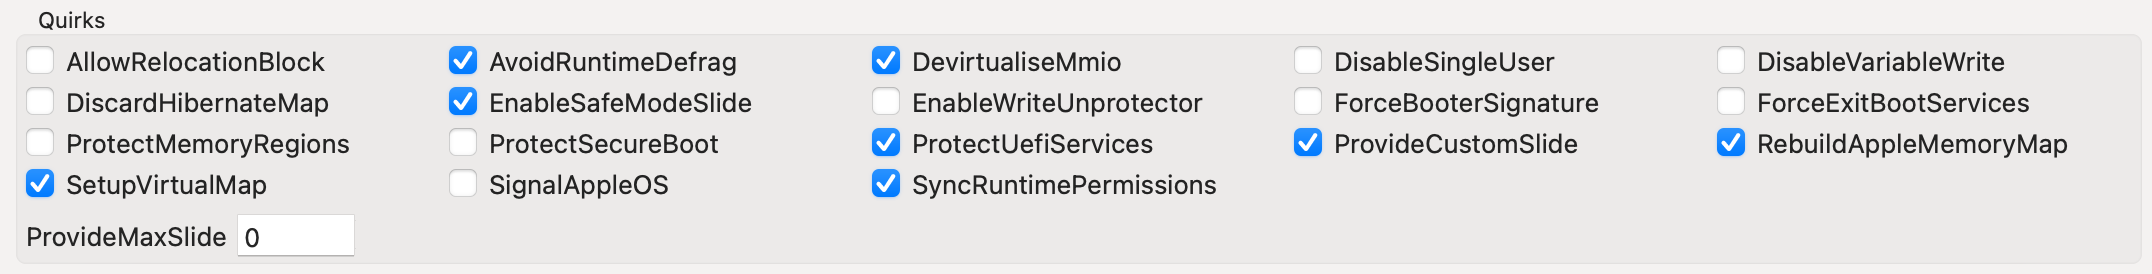 Quirks
AllowRelocationBlock AvoidRuntimeDefrag DevirtualiseMmio DisableSingleUser DisableVariableWrite
DiscardHibernateMap EnableSafeModeSlide EnableWriteUnprotector ForceBooterSignature ForceExitBootServices
ProtectMemoryRegions ProtectSecureBoot ProtectUefiServices ProvideCustomSlide RebuildAppleMemoryMap
SetupVirtualMap SignalAppleOS SyncRuntimePermissions
ProvideMaxSlide 0